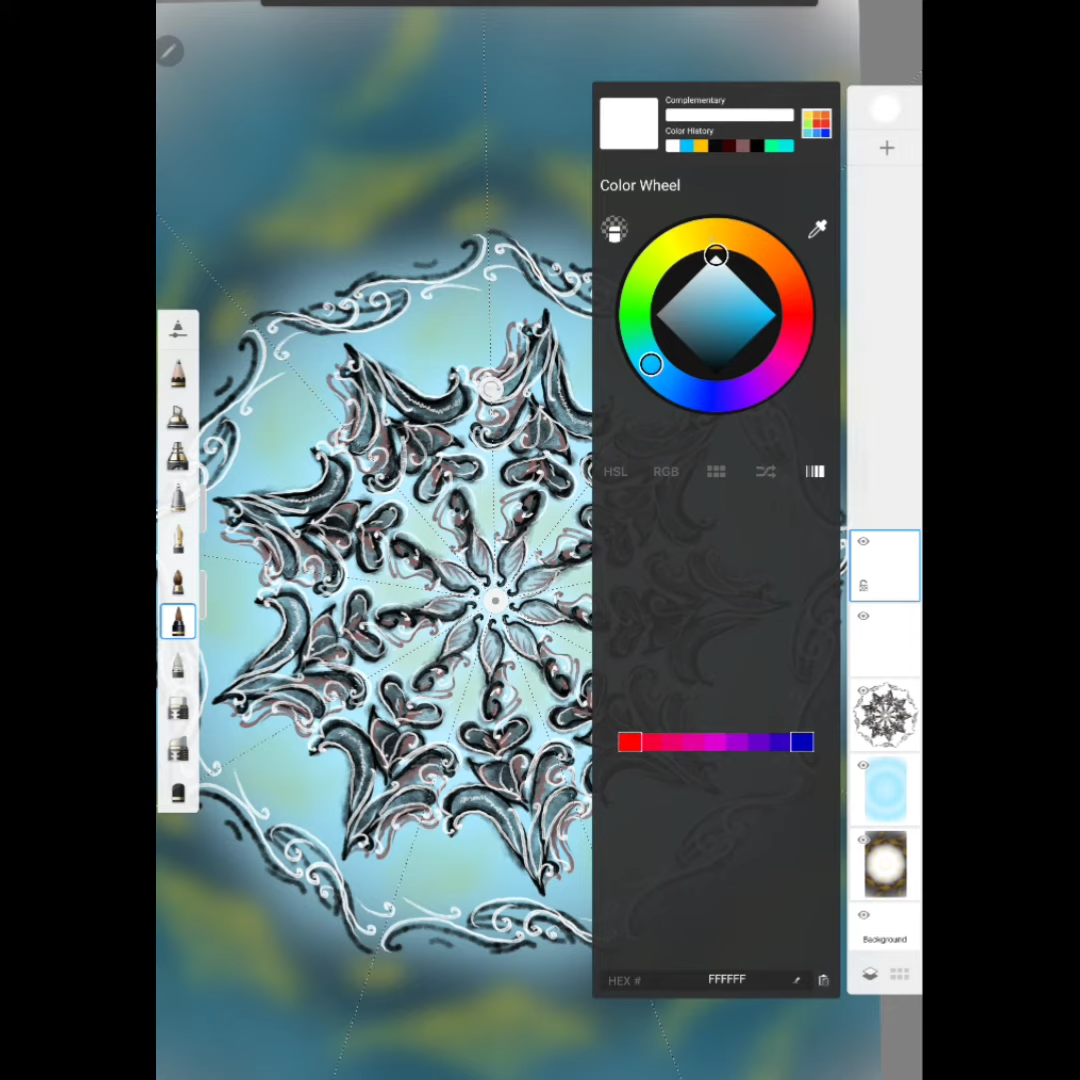 Complementary
Color History
Color Wheel
HSL
RGB
HEX #
FFFFFF
Background